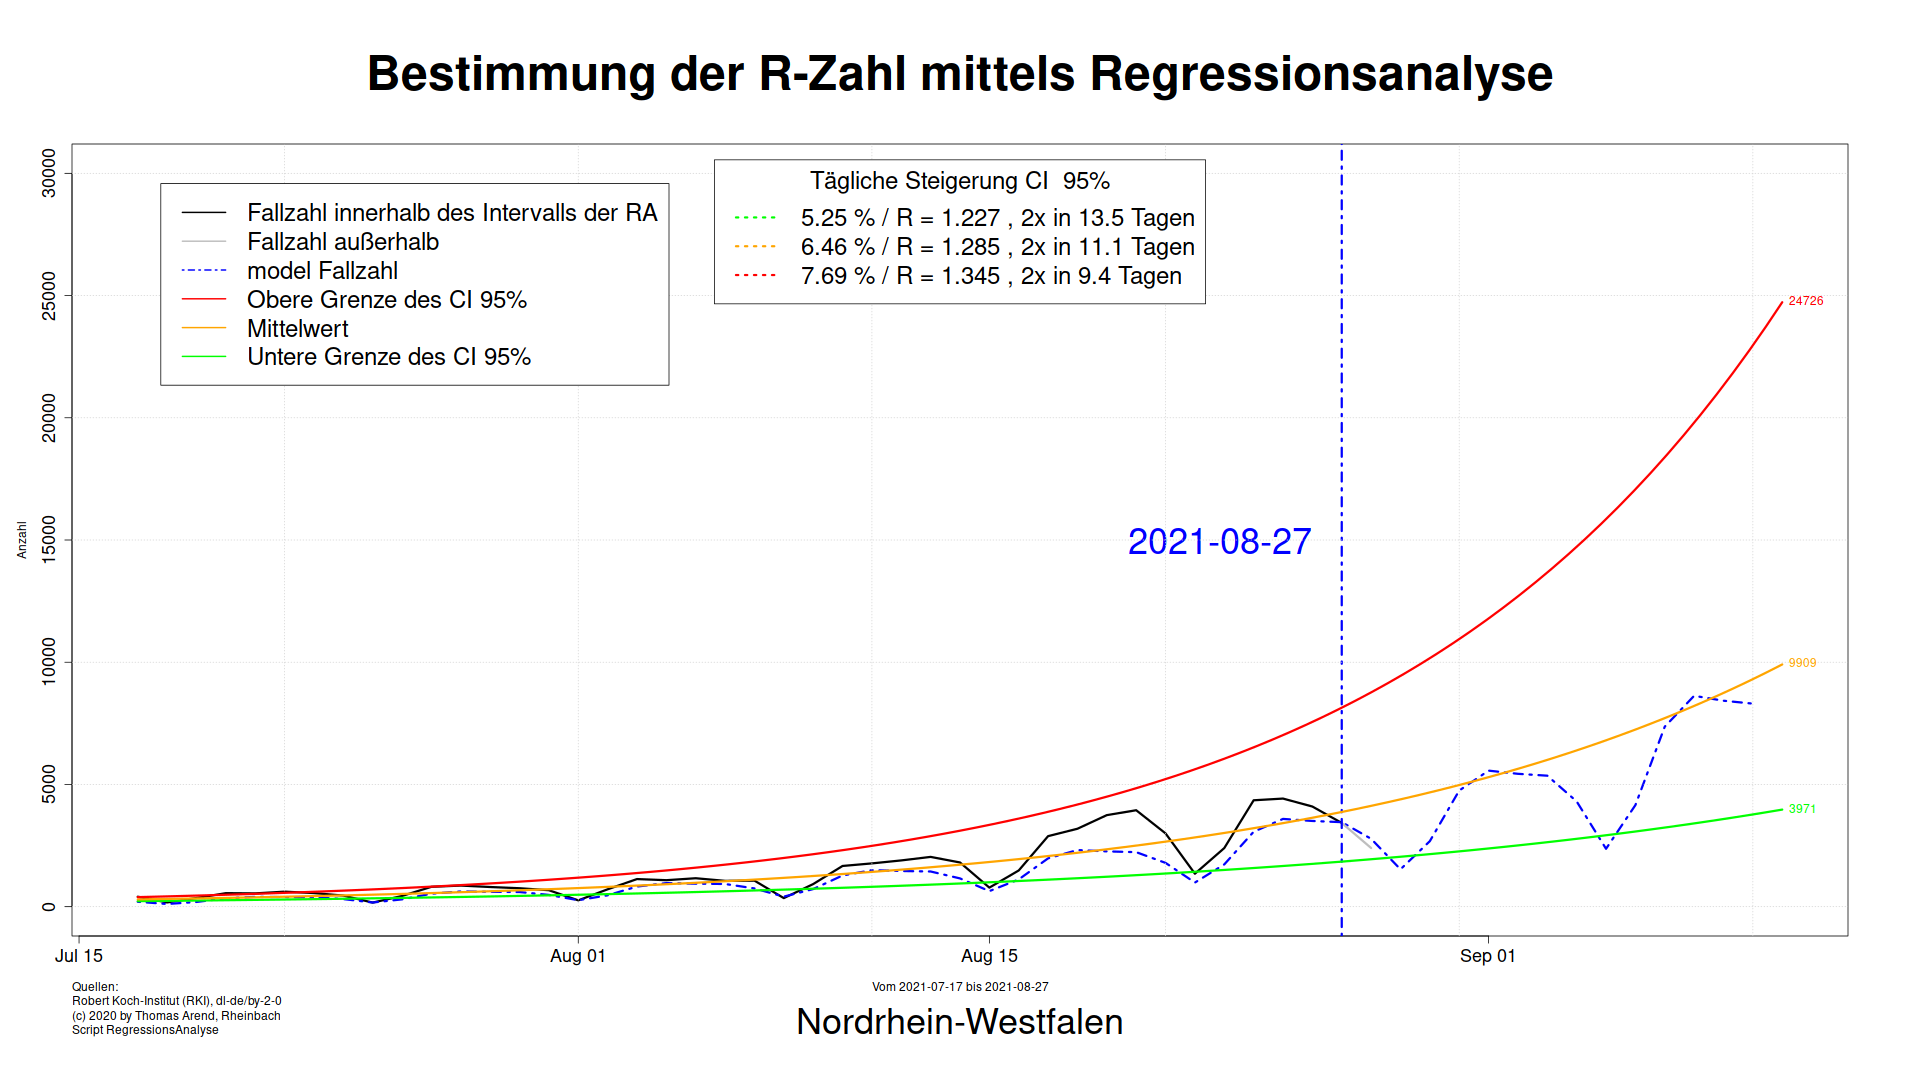 Bestimmung der R-Zahl mittels Regressionsanalyse
Anzahl
30000
25000
20000
15000
10000
5000
0
Fallzahl innerhalb des Intervalls der RA
Fallzahl außerhalb
model Fallzahl
Obere Grenze des CI 95%
Mittelwert
Untere Grenze des CI 95%
Tägliche Steigerung CI  95%
5.25 % / R = 1.227 , 2x in 13.5 Tagen
6.46 % / R = 1.285 , 2x in 11.1 Tagen
7.69 % / R = 1.345 , 2x in 9.4 Tagen
24726
2021-08-27
9909
3971
Jul 15
Aug 01
Aug 15
Sep 01
Quellen:
Robert Koch-Institut (RKI), dl-de/by-2-0
(c) 2020 by Thomas Arend, Rheinbach
Script RegressionsAnalyse
Vom 2021-07-17 bis 2021-08-27
Nordrhein-Westfalen